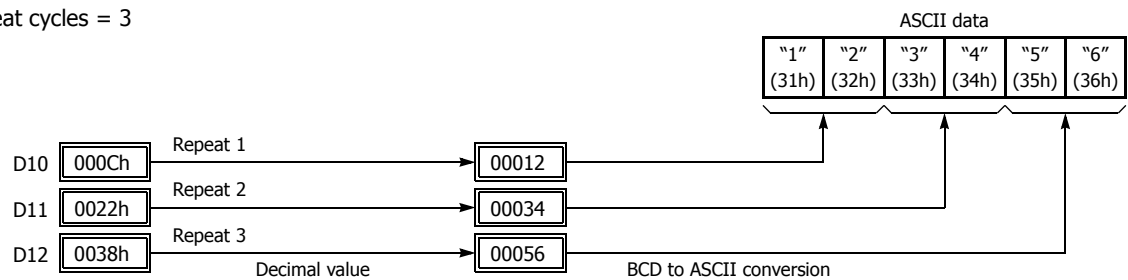 eat cycles = 3
ASCII data
“1” “2” “3” “4” “5” “6”
(31h) (32h) (33h) (34h) (35h) (36h)
D10 000Ch Repeat 1 00012
D11 0022h Repeat 2 00034
D12 0038h Repeat 3 00056
Decimal value BCD to ASCII conversion